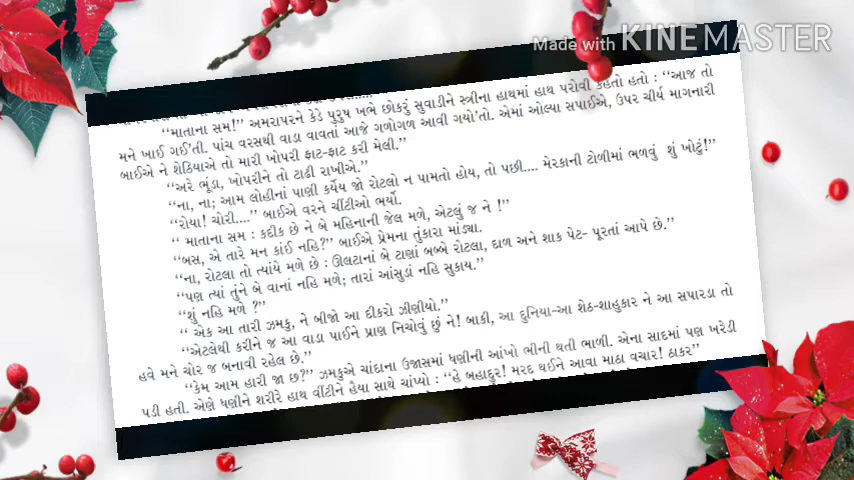 Made with KINEMASTER
“માતાના સમ!” અમરાપરને કેડે પુરુષ ખભે છોકરું સુવાડીને સ્ત્રીના હાથમાં હાથ પરોવી કહેતો હતો : “આજ તો
મને ખાઈ ગઈ'તી. પાંચ વરસથી વાડા વાવતાં આજે ગળોગળ આવી ગયો'તો. એમાં ઓલ્યા સપાઈએ, ઉપર ચીર્ય માગનારી
બાઈએ ને શેઠિયાએ તો મારી ખોપરી ફાટ-ફાટ કરી મેલી.”
“અરે ભૂંડા, ખોપરીને તો ટાઢી રાખીએ.”
“ના, ના; આમ લોહીનાં પાણી કર્યેય જો રોટલો ન પામતો હોય, તો પછી.... મેરકાની ટોળીમાં ભળવું શું ખોટું!”
“રોયા! ચોરી....” બાઈએ વરને ચીંટીઓ ભર્યો.
“ માતાના સમ : કદીક છ ને બે મહિનાની જેલ મળે, એટલું જ ને !”
“બસ, એ તારે મન કાંઈ નહિ?” બાઈએ પ્રેમના તુંકારા માંડ્યા.
“ના, રોટલા તો ત્યાંયે મળે છે : ઊલટાનાં બે ટાણાં બબ્બે રોટલા, દાળ અને શાક પેટ- પૂરતાં આપે છે.”
“પણ ત્યાં તુંને બે વાનાં નહિ મળે; તારાં આંસુડાં નહિ સુકાય.”
“શું નહિ મળે ?”
“ એક આ તારી ઝમકુ, ને બીજો આ દીકરો ઝીણીયો.”
“એટલેથી કરીને જ આ વાડા પાઈને પ્રાણ નિચોવું છું ને! બાકી, આ દુનિયા-આ શેઠ-શાહુકાર ને આ સપારડા તો
હવે મને ચોર જ બનાવી રહેલ છે.”
“કેમ આમ હારી જા છ?” ઝમકુએ ચાંદાના ઉજાસમાં ધણીની આંખો ભીની થતી ભાળી. એના સાદમાં પણ ખરેડી
પડી હતી. એણે ધણીને શરીરે હાથ વીંટીને હૈયા સાથે ચાંપ્યો : “હે બહાદુર! મરદ થઈને આવા માઠા વચાર! ઠાકર”